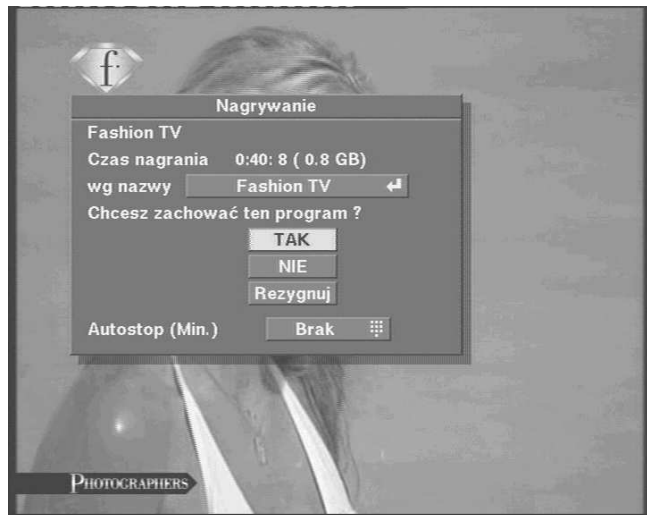 f.
Nagrywanie
Fashion TV
Czas nagrania 0:40: 8 ( 0.8 GB)
wg nazwy Fashion TV
Chcesz zachować ten program ?
TAK
NIE
Rezygnuj
Autostop (Min.) Brak
PHOTOGRAPHERS